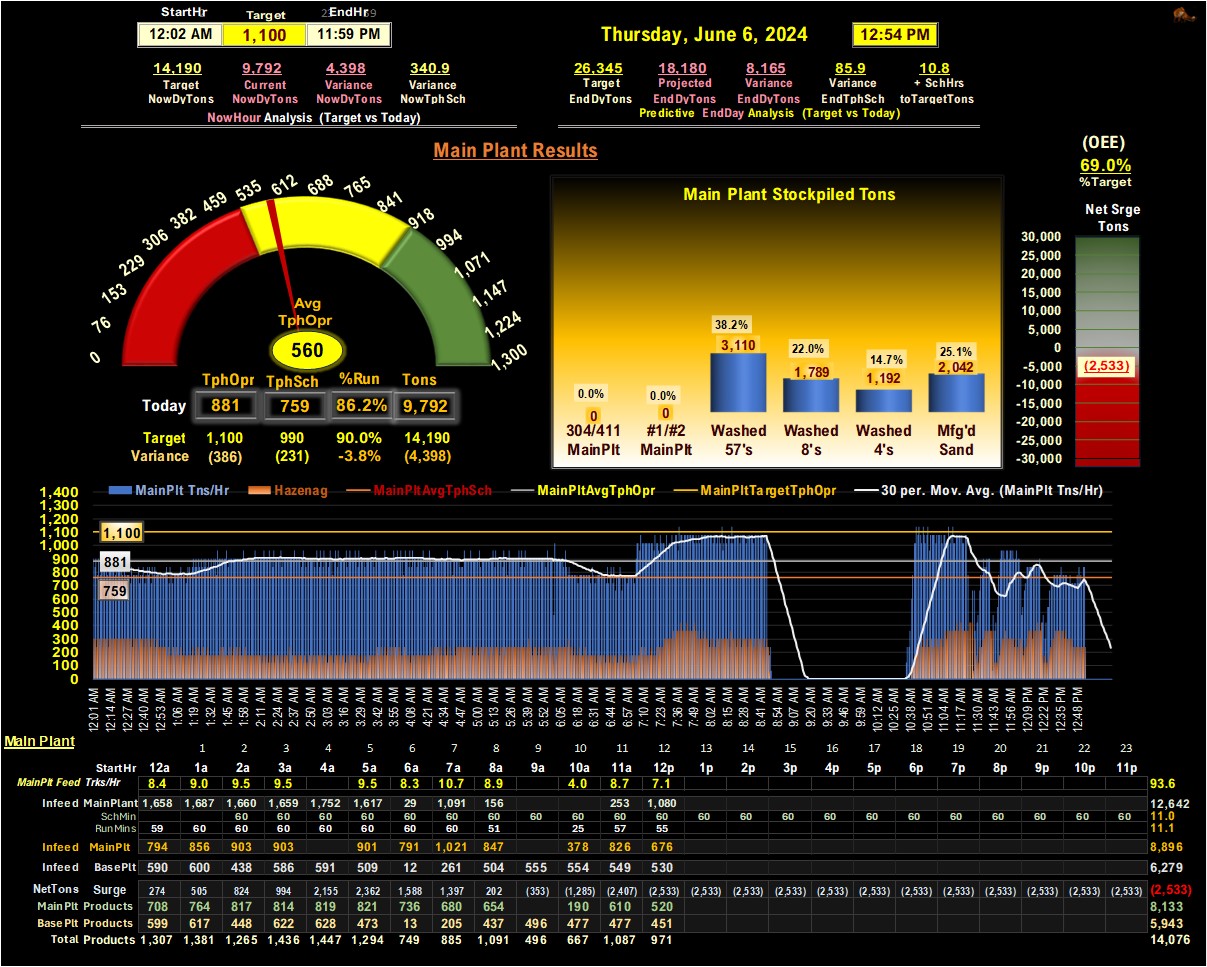 StartHr Target EndHr
12:02 AM 1,100 11:59 PM
Thursday, June 6, 2024 12:54 PM
14,190 9,792 4,398 340.9
Target Current Variance Variance
NowDyTons NowDyTons NowDyTons NowTphSch
NowHour Analysis (Target vs Today)
26,345 18,180 8,165 85.9 10.8
Target Projected Variance Variance + SchHrs
EndDyTons EndDyTons EndDyTons EndTphSch toTargetTons
Predictive EndDay Analysis (Target vs Today)
Main Plant Results
(OEE)
69.0%
%Target
0 76 153 229 306 382 459 535 612 688 765 841 918 994 1,071 1,147 1,224 1,300
Avg
TphOpr
560
TphOpr TphSch %Run Tons
Today 881 759 86.2% 9,792
Target 1,100 990 90.0% 14,190
Variance (386) (231) -3.8% (4,398)
Main Plant Stockpiled Tons
0.0% 0.0% 38.2% 22.0% 14.7% 25.1%
0 0 3,110 1,789 1,192 2,042
304/411 #1/#2 Washed Washed Washed Mfg'd
MainPlt MainPlt 57's 8's 4's Sand
Net Srge
Tons
30,000
25,000
20,000
15,000
10,000
5,000
0
-5,000
-10,000
-15,000
-20,000
-25,000
-30,000
(2,533)
MainPlt Tns/Hr Hazenag MainPltAvgTphSch MainPltAvgTphOpr MainPltTargetTphOpr 30 per. Mov. Avg. (MainPlt Tns/Hr)
1,400
1,300
1,200
1,100
1,000
900
800
700
600
500
400
300
200
100
0
1,100
881
759
12:01 AM 12:14 AM 12:27 AM 12:40 AM 12:53 AM 1:06 AM 1:19 AM 1:32 AM 1:45 AM 1:58 AM 2:11 AM 2:24 AM 2:37 AM 2:50 AM 3:03 AM 3:16 AM 3:29 AM 3:42 AM 3:55 AM 4:08 AM 4:21 AM 4:34 AM 4:47 AM 5:00 AM 5:13 AM 5:26 AM 5:39 AM 5:52 AM 6:05 AM 6:18 AM 6:31 AM 6:44 AM 6:57 AM 7:10 AM 7:23 AM 7:36 AM 7:49 AM 8:02 AM 8:15 AM 8:28 AM 8:41 AM 8:54 AM 9:07 AM 9:20 AM 9:33 AM 9:46 AM 9:59 AM 10:12 AM 10:25 AM 10:38 AM 10:51 AM 11:04 AM 11:17 AM 11:30 AM 11:43 AM 11:56 AM 12:09 PM 12:22 PM 12:35 PM 12:48 PM
Main Plant
1 2 3 4 5 6 7 8 9 10 11 12 13 14 15 16 17 18 19 20 21 22 23
StartHr 12a 1a 2a 3a 4a 5a 6a 7a 8a 9a 10a 11a 12p 1p 2p 3p 4p 5p 6p 7p 8p 9p 10p 11p
MainPlt Feed Trks/Hr 8.4 9.0 9.5 9.5 9.5 8.3 10.7 8.9 4.0 8.7 7.1 93.6
Infeed MainPlant 1,658 1,687 1,660 1,659 1,752 1,617 29 1,091 156 253 1,080 12,642
SchMin 60 60 60 60 60 60 60 60 60 60 60 60 60 60 60 60 60 60 60 60 11.0
RunMins 59 60 60 60 60 60 60 60 51 25 57 55 11.1
Infeed MainPlt 794 856 903 903 901 791 1,021 847 378 826 676 8,896
Infeed BasePlt 590 600 438 586 591 509 12 261 504 555 554 549 530 6,279
NetTons Surge 274 505 824 994 2,155 2,362 1,588 1,397 202 (353) (1,285) (2,407) (2,533) (2,533) (2,533) (2,533) (2,533) (2,533) (2,533) (2,533) (2,533) (2,533) (2,533) (2,533) (2,533)
MainPlt Products 708 764 817 814 819 821 736 680 654 190 610 520 8,133
BasePlt Products 599 617 448 622 628 473 13 205 437 496 477 477 451 5,943
Total Products 1,307 1,381 1,265 1,436 1,447 1,294 749 885 1,091 496 667 1,087 971 14,076